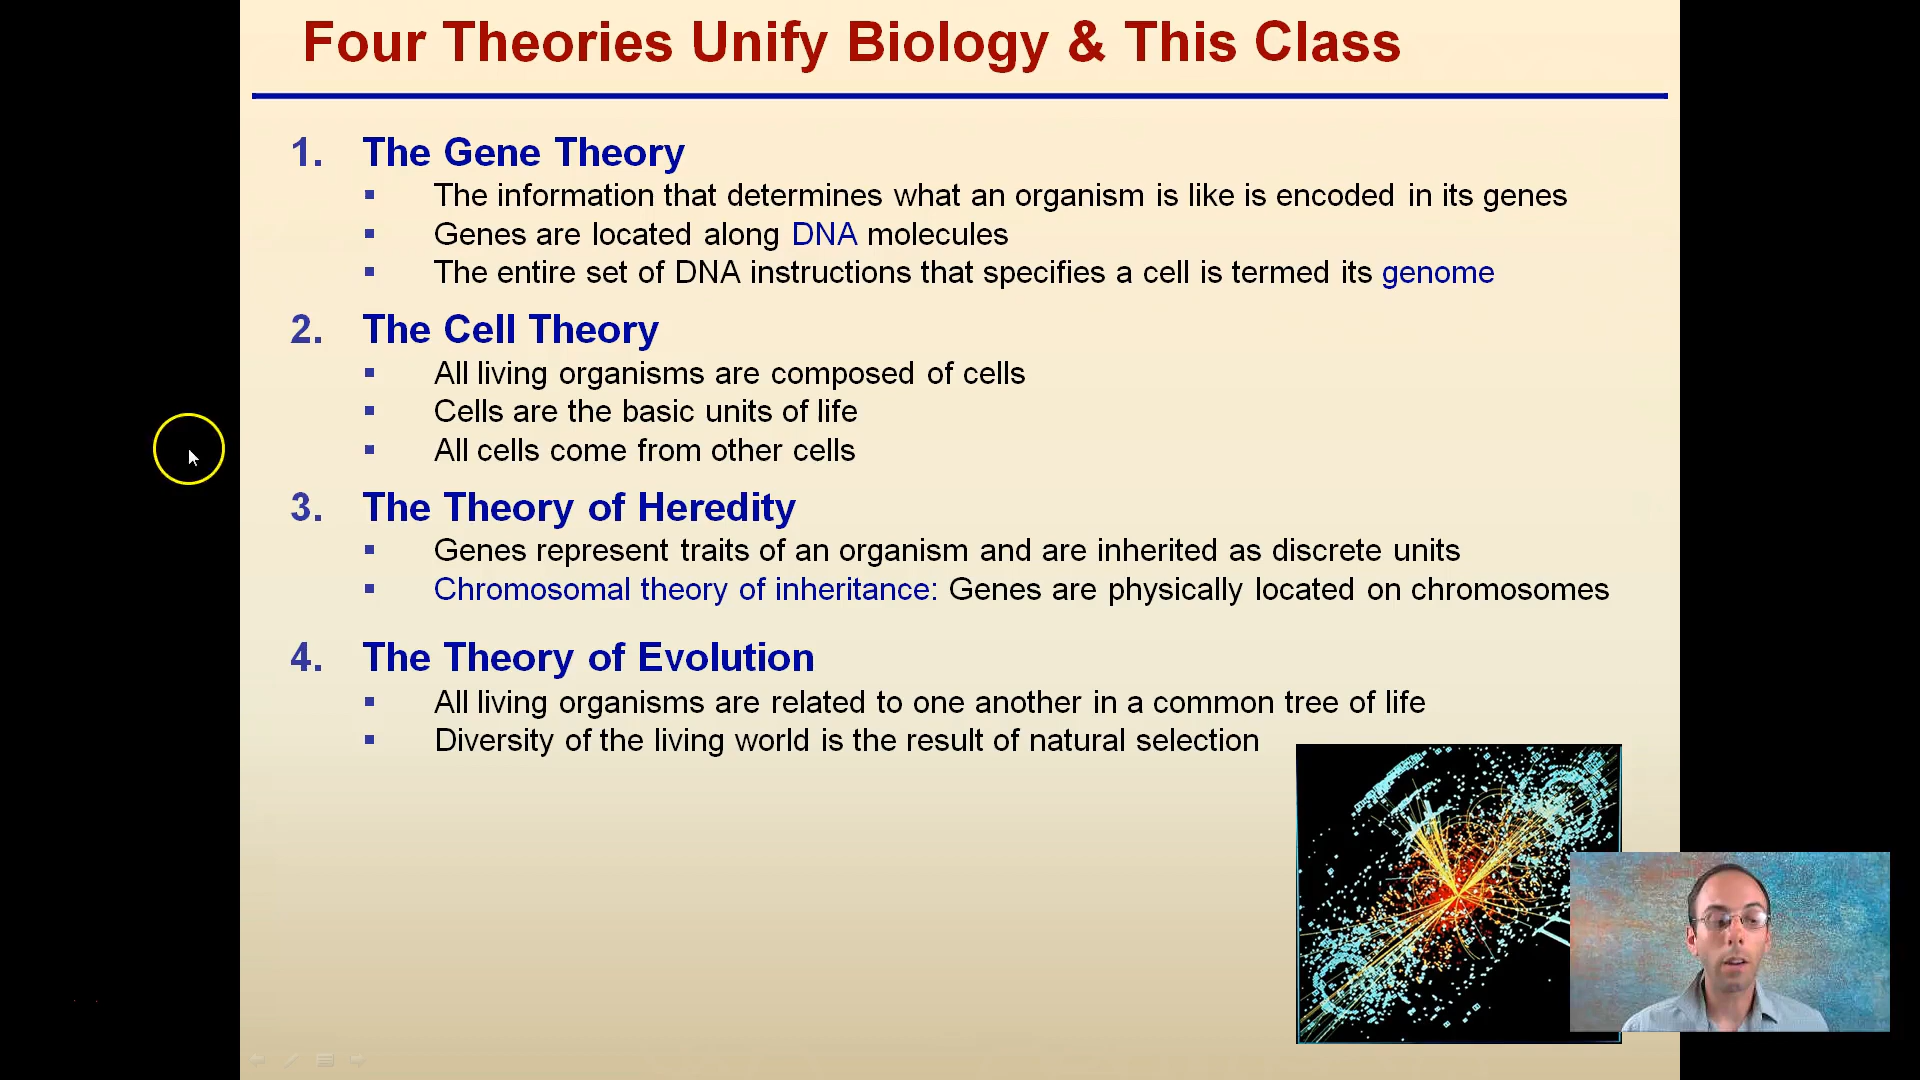 Four Theories Unify Biology & This Class
1. The Gene Theory
▪ The information that determines what an organism is like is encoded in its genes
▪ Genes are located along DNA molecules
▪ The entire set of DNA instructions that specifies a cell is termed its genome
2. The Cell Theory
▪ All living organisms are composed of cells
▪ Cells are the basic units of life
▪ All cells come from other cells
3. The Theory of Heredity
▪ Genes represent traits of an organism and are inherited as discrete units
▪ Chromosomal theory of inheritance: Genes are physically located on chromosomes
4. The Theory of Evolution
▪ All living organisms are related to one another in a common tree of life
▪ Diversity of the living world is the result of natural selection